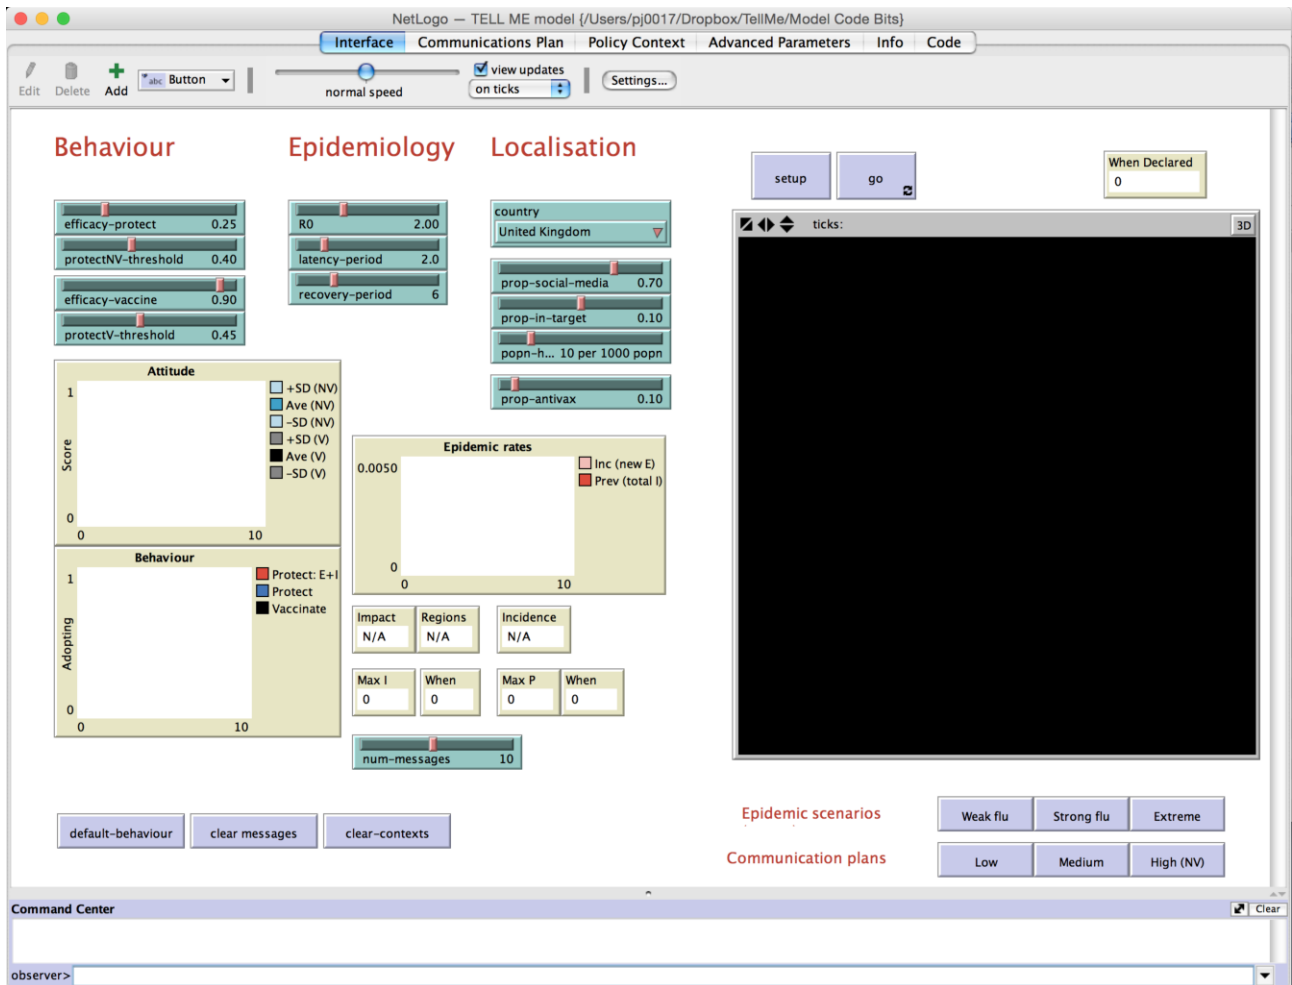 NetLogo — TELL ME model {/Users/pj0017/Dropbox/TellMe/Model Code Bits}
Interface Communications Plan Policy Context Advanced Parameters Info Code
Edit Delete Add abc Button normal speed view updates on ticks Settings...
Behaviour Epidemiology Localisation
efficacy-protect 0.25
protectNV-threshold 0.40
efficacy-vaccine 0.90
protectV-threshold 0.45
R0 2.00
latency-period 2.0
recovery-period 6
country
United Kingdom
prop-social-media 0.70
prop-in-target 0.10
popn-h... 10 per 1000 popn
prop-antivax 0.10
setup go
When Declared
0
ticks: 3D
Attitude
Score
1
0
0 10
+SD (NV)
Ave (NV)
-SD (NV)
+SD (V)
Ave (V)
-SD (V)
Behaviour
Adopting
1
0
0 10
Protect: E+I
Protect
Vaccinate
Epidemic rates
0.0050
0
0 10
Inc (new E)
Prev (total I)
Impact Regions Incidence
N/A N/A N/A
Max I When Max P When
0 0 0 0
num-messages 10
default-behaviour clear messages clear-contexts
Epidemic scenarios Weak flu Strong flu Extreme
Communication plans Low Medium High (NV)
Command Center Clear
observer>